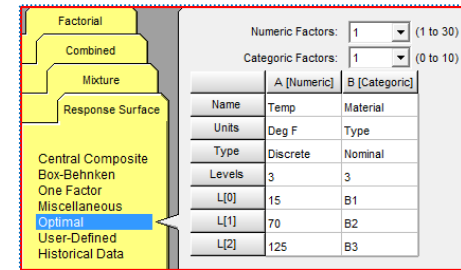 Factorial
Combined
Mixture
Response Surface
Central Composite
Box-Behnken
One Factor
Miscellaneous
Optimal
User-Defined
Historical Data
Numeric Factors: 1 (1 to 30)
Categoric Factors: 1 (0 to 10)
A [Numeric] B [Categoric]
Name Temp Material
Units Deg F Type
Type Discrete Nominal
Levels 3 3
L[0] 15 B1
L[1] 70 B2
L[2] 125 B3